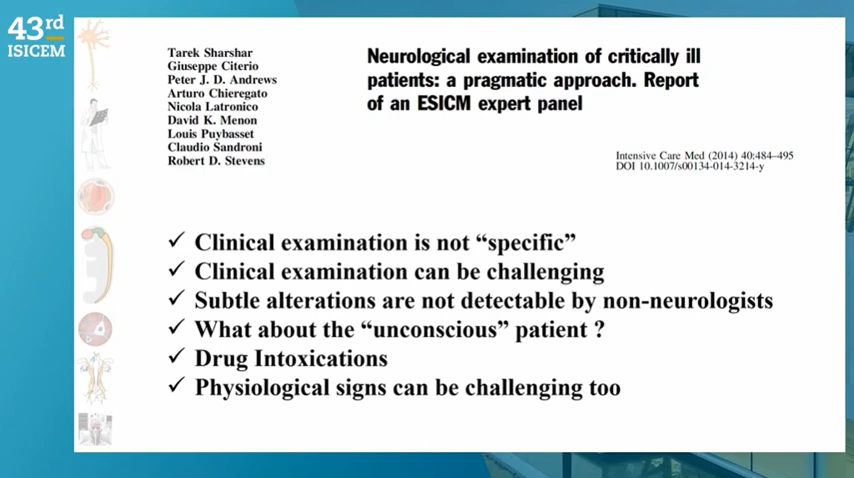 43rd
ISICEM
Tarek Sharshar
Giuseppe Citerio
Peter J. D. Andrews
Arturo Chieregato
Nicola Latronico
David K. Menon
Louis Puybasset
Claudio Sandroni
Robert D. Stevens
Neurological examination of critically ill
patients: a pragmatic approach. Report
of an ESICM expert panel
Intensive Care Med (2014) 40:484–495
DOI 10.1007/s00134-014-3214-y
✓ Clinical examination is not “specific”
✓ Clinical examination can be challenging
✓ Subtle alterations are not detectable by non-neurologists
✓ What about the “unconscious” patient ?
✓ Drug Intoxications
✓ Physiological signs can be challenging too